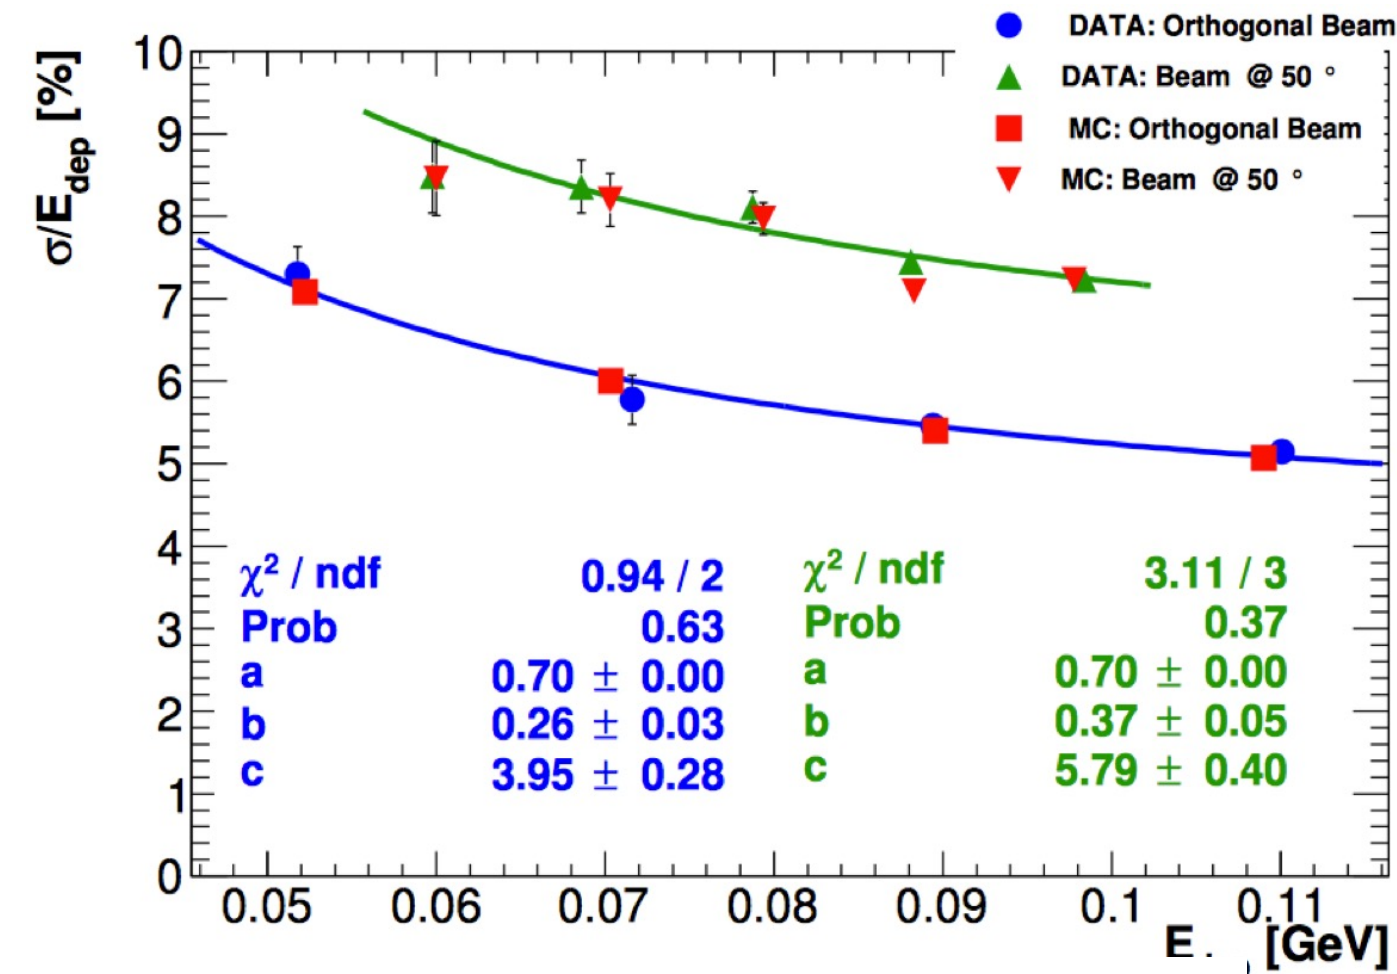 DATA: Orthogonal Beam
DATA: Beam @ 50 °
MC: Orthogonal Beam
MC: Beam @ 50 °
σ/E_dep [%]
10
9
8
7
6
5
4
3
2
1
0
χ² / ndf 0.94 / 2
Prob 0.63
a 0.70 ± 0.00
b 0.26 ± 0.03
c 3.95 ± 0.28
χ² / ndf 3.11 / 3
Prob 0.37
a 0.70 ± 0.00
b 0.37 ± 0.05
c 5.79 ± 0.40
0.05 0.06 0.07 0.08 0.09 0.1 0.11
E [GeV]